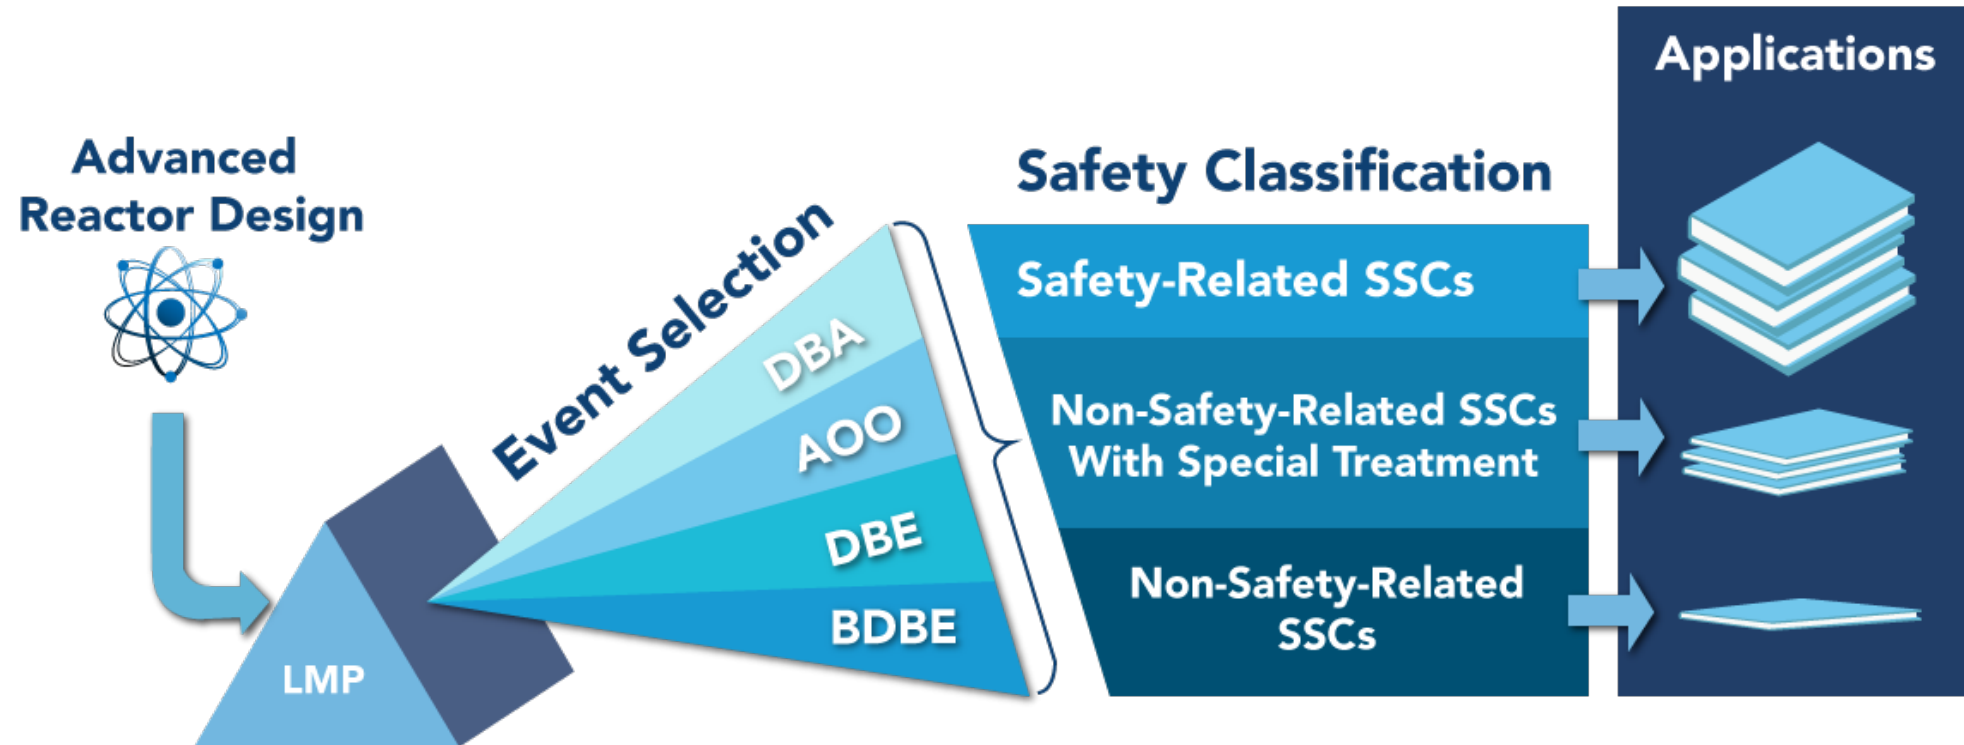 Advanced
Reactor Design
LMP
Event Selection
DBA
AOO
DBE
BDBE
Safety Classification
Safety-Related SSCs
Non-Safety-Related SSCs
With Special Treatment
Non-Safety-Related
SSCs
Applications